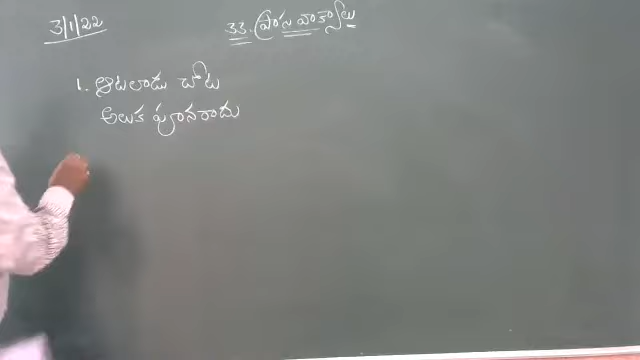 3/1/22
33. ప్రాస వాక్యాలు
1. ఆటలాడు చోట
అలుక పూనరాదు